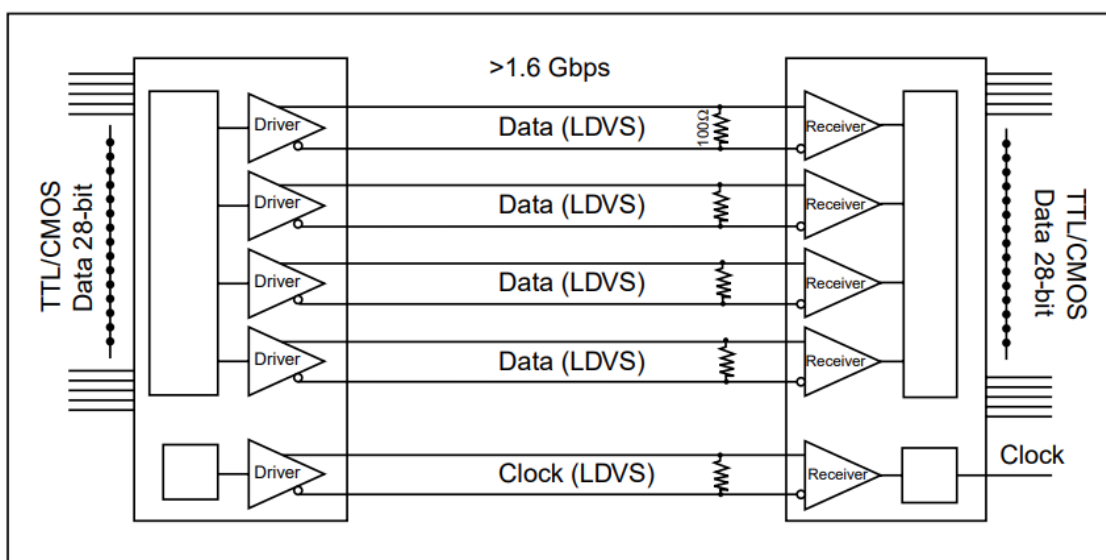 >1.6 Gbps
TTL/CMOS
Data 28-bit
Driver
Data (LDVS)
100Ω
Receiver
Driver
Data (LDVS)
Receiver
Driver
Data (LDVS)
Receiver
Driver
Data (LDVS)
Receiver
TTL/CMOS
Data 28-bit
Driver
Clock (LDVS)
Receiver
Clock